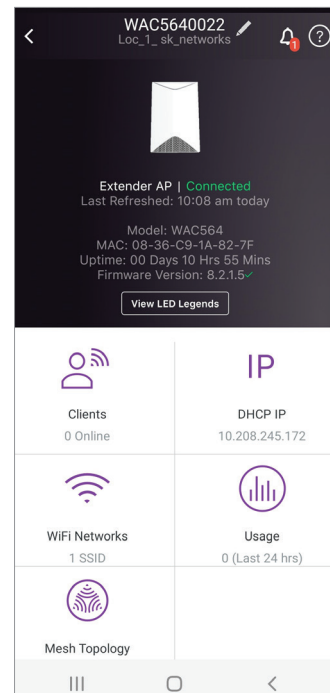 WAC5640022
Loc_1_ sk_networks
1
?
Extender AP | Connected
Last Refreshed: 10:08 am today
Model: WAC564
MAC: 08-36-C9-1A-82-7F
Uptime: 00 Days 10 Hrs 55 Mins
Firmware Version: 8.2.1.5
View LED Legends
IP
Clients
DHCP IP
0 Online
10.208.245.172
WiFi Networks
Usage
1 SSID
0 (Last 24 hrs)
Mesh Topology